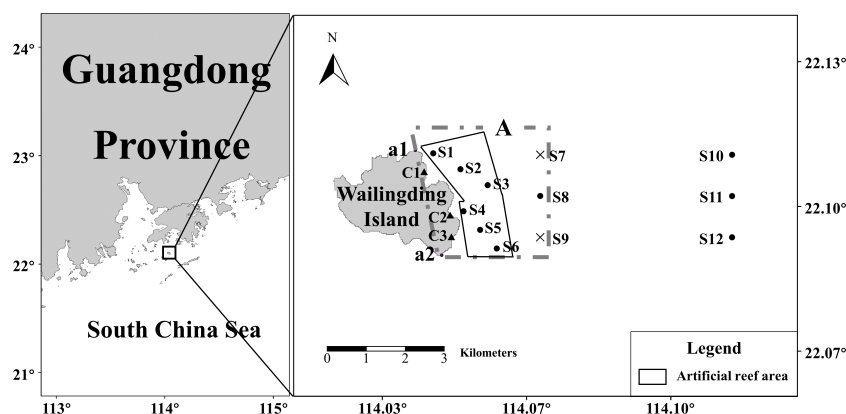 24°
23°
22°
21°
113°
114°
115°
Guangdong
Province
South China Sea
N
A
a1
S1
S2
S3
S4
S5
S6
S7
S8
S9
S10
S11
S12
C1
C2
C3
a2
Wailingding
Island
0 1 2 3 Kilometers
Legend
Artificial reef area
22.13°
22.10°
22.07°
114.03°
114.07°
114.10°